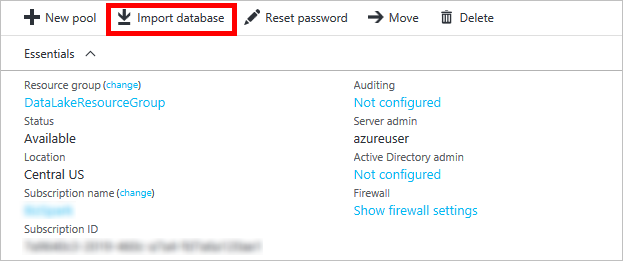 New pool Import database Reset password Move Delete
Essentials
Resource group (change)
DataLakeResourceGroup
Status
Available
Location
Central US
Subscription name (change)
Subscription ID
Auditing
Not configured
Server admin
azureuser
Active Directory admin
Not configured
Firewall
Show firewall settings